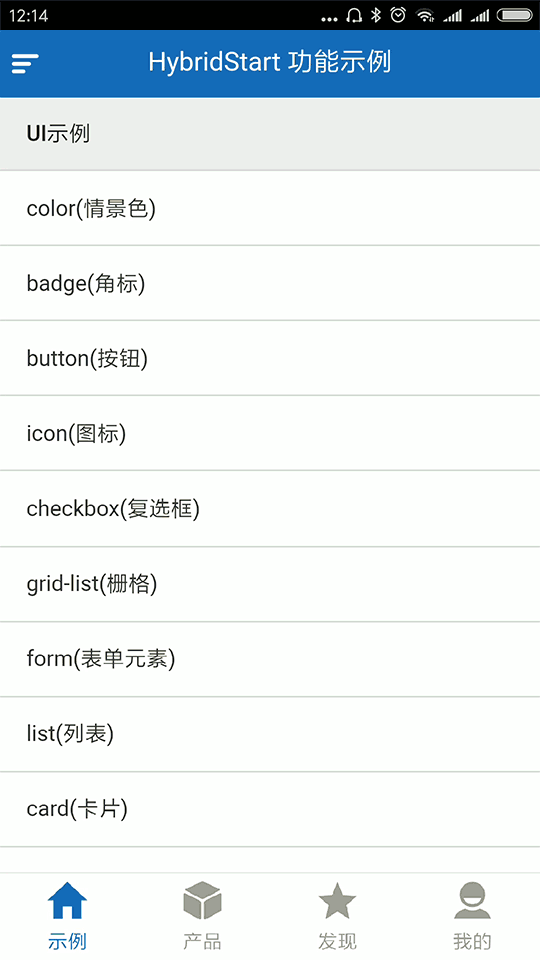 12:14
HybridStart 功能示例
UI示例
color(情景色)
badge(角标)
button(按钮)
icon(图标)
checkbox(复选框)
grid-list(栅格)
form(表单元素)
list(列表)
card(卡片)
示例 产品 发现 我的